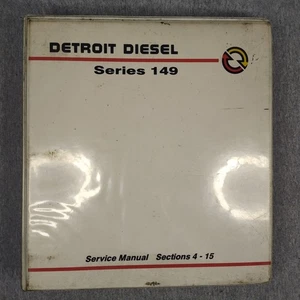 DETROIT DIESEL
Series 149
Service Manual Sections 4 - 15